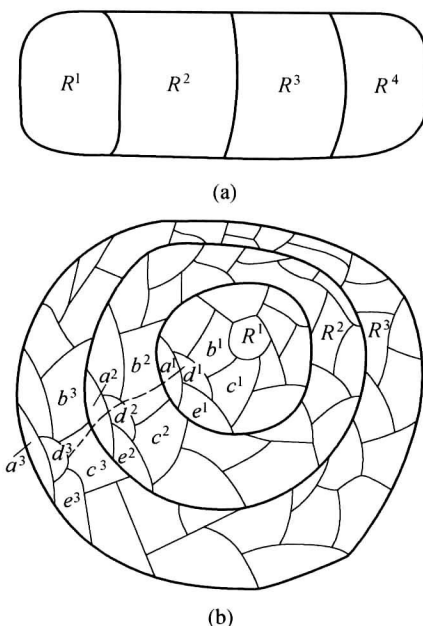 R¹ R² R³ R⁴
(a)
b¹ R¹ R² R³
b² a¹ d¹ c¹
b³ a² d² e¹
a³ d³ c³ e² c²
e³
(b)